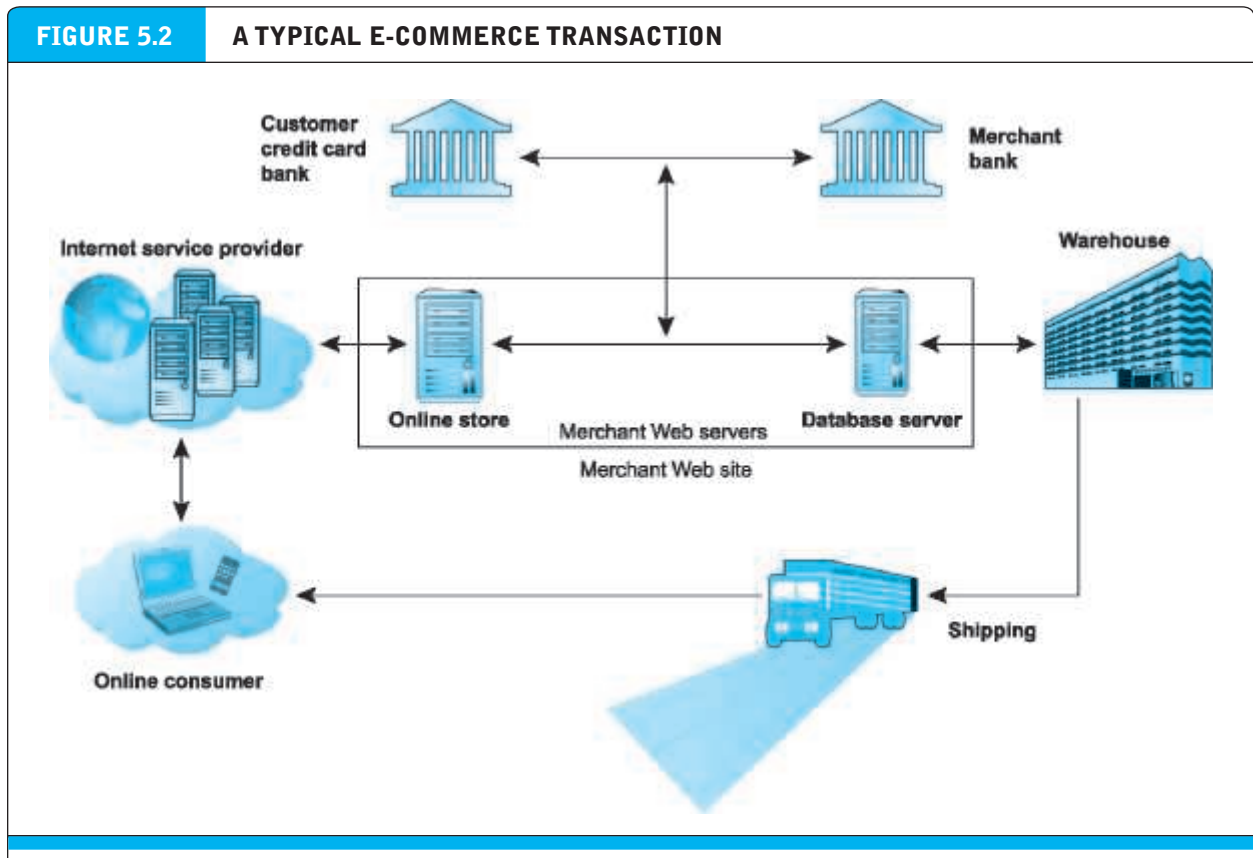 FIGURE 5.2
A TYPICAL E-COMMERCE TRANSACTION
Customer
credit card
bank
Merchant
bank
Internet service provider
Warehouse
Online store
Database server
Merchant Web servers
Merchant Web site
Shipping
Online consumer